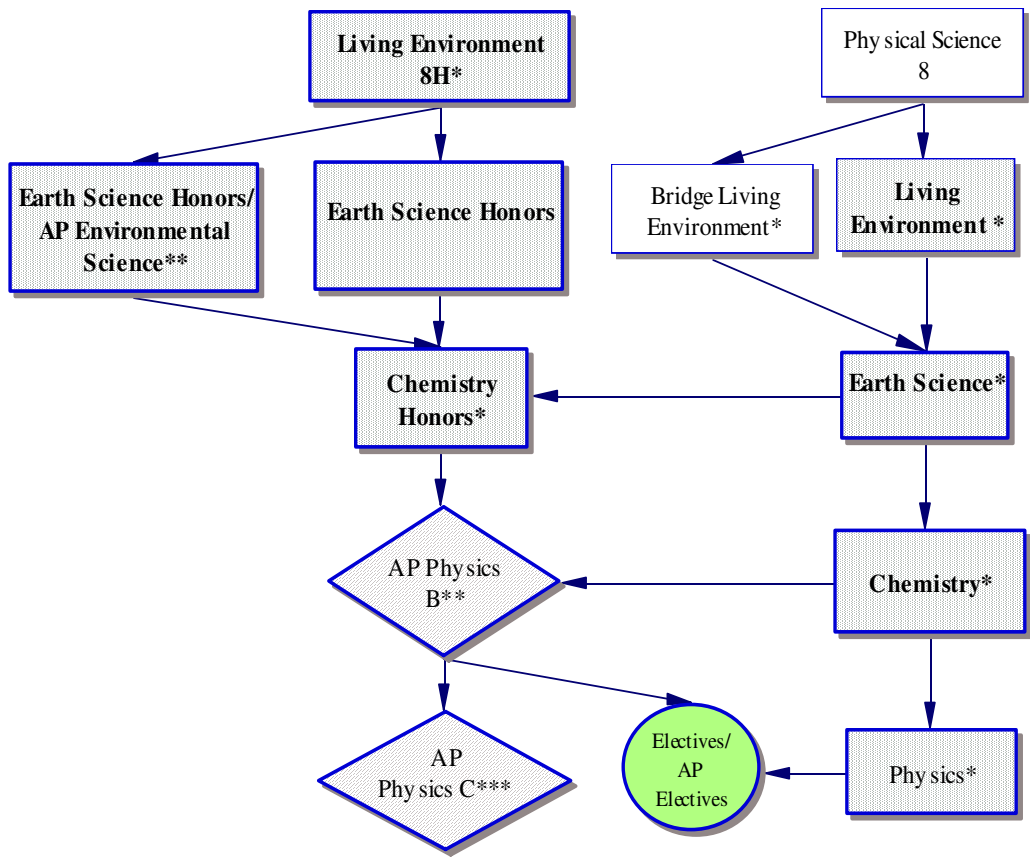 Living Environment
8H*
Physical Science
8
Earth Science Honors/
AP Environmental
Science**
Earth Science Honors
Bridge Living
Environment*
Living
Environment *
Chemistry
Honors*
Earth Science*
AP Physics
B**
Chemistry*
AP
Physics C***
Electives/
AP
Electives
Physics*